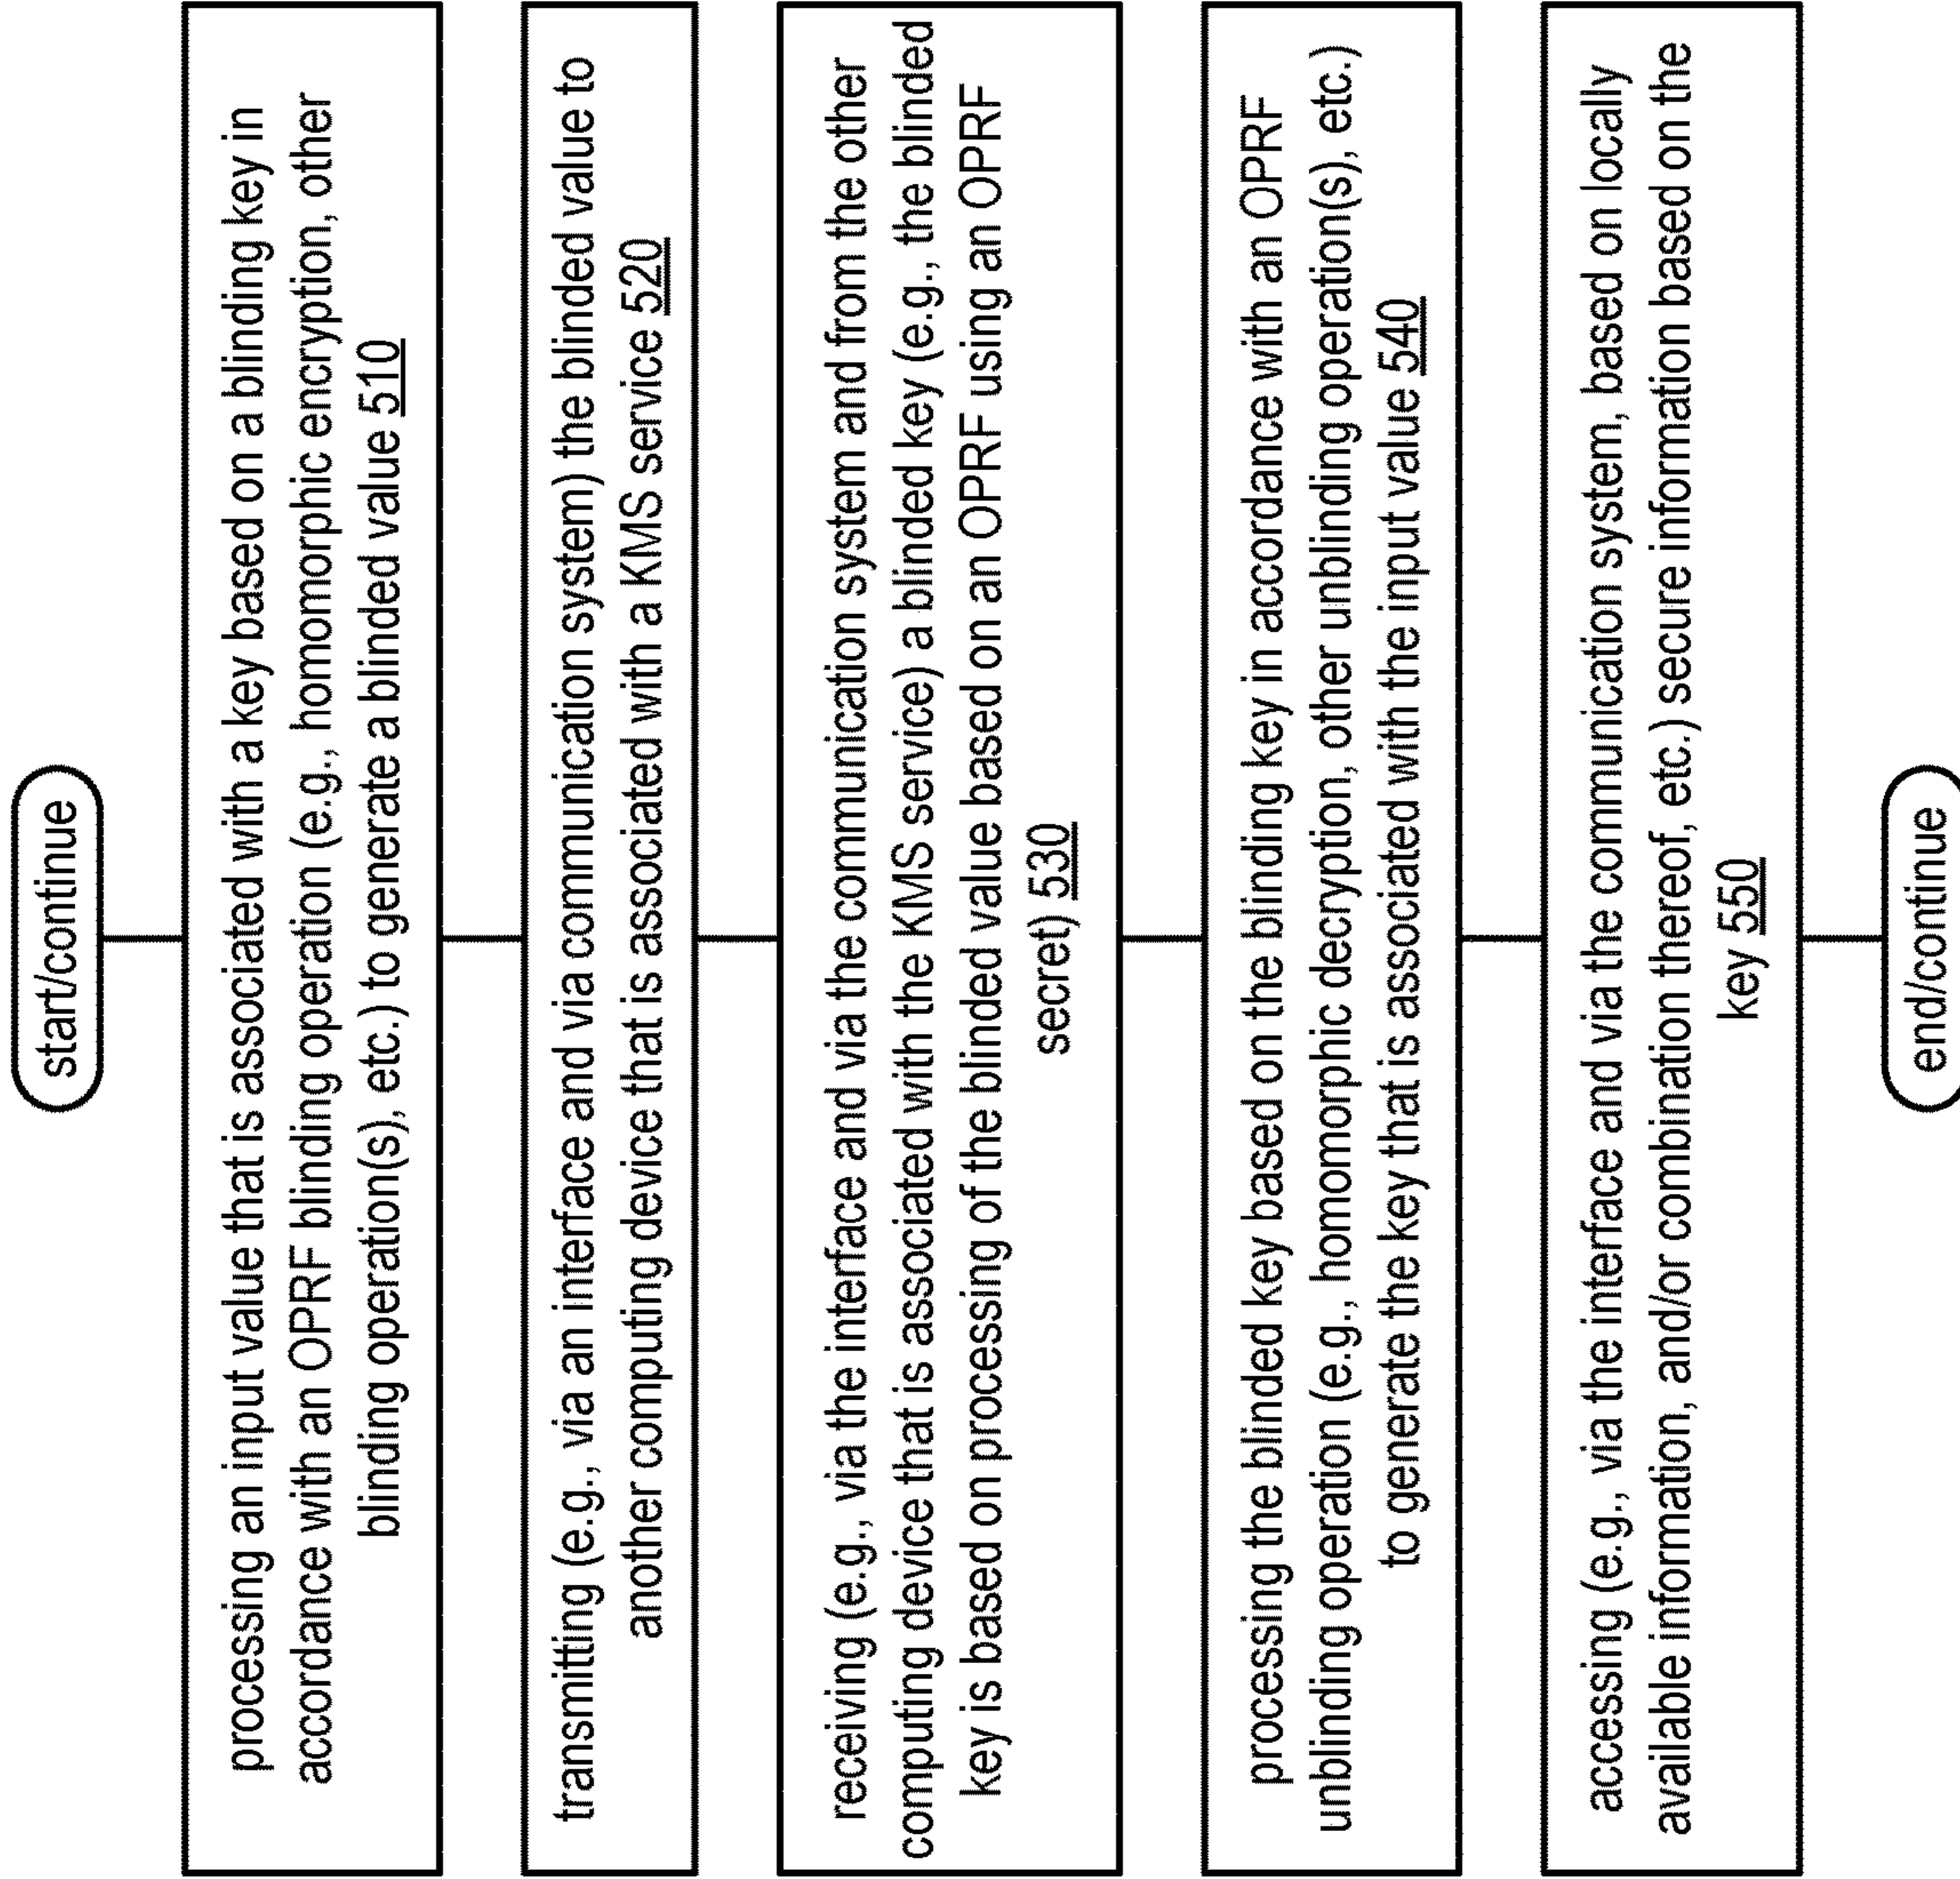 start/continue
processing an input value that is associated with a key based on a blinding key in
accordance with an OPRF blinding operation (e.g., homomorphic encryption, other
blinding operation(s), etc.) to generate a blinded value 510
transmitting (e.g., via an interface and via communication system) the blinded value to
another computing device that is associated with a KMS service 520
receiving (e.g., via the interface and via the communication system and from the other
computing device that is associated with the KMS service) a blinded key (e.g., the blinded
key is based on processing of the blinded value based on an OPRF using an OPRF
secret) 530
processing the blinded key based on the blinding key in accordance with an OPRF
unblinding operation (e.g., homomorphic decryption, other unblinding operation(s), etc.)
to generate the key that is associated with the input value 540
accessing (e.g., via the interface and via the communication system, based on locally
available information, and/or combination thereof, etc.) secure information based on the
key 550
end/continue